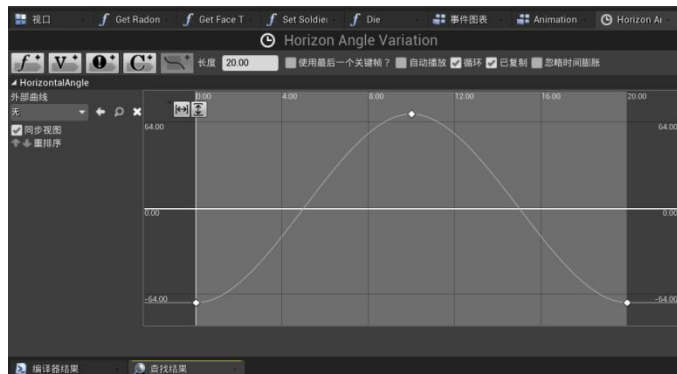 视口 Get Radon Get Face T Set Soldier Die 事件图表 Animation Horizon An
Horizon Angle Variation
f V C 长度 20.00 使用最后一个关键帧？ 自动播放 循环 已复制 忽略时间膨胀
HorizontalAngle
外部曲线
无
同步视图
重排序
0.00 4.00 8.00 12.00 16.00 20.00
64.00 64.00
0.00 0.00
-64.00 -64.00
编译器结果 查找结果